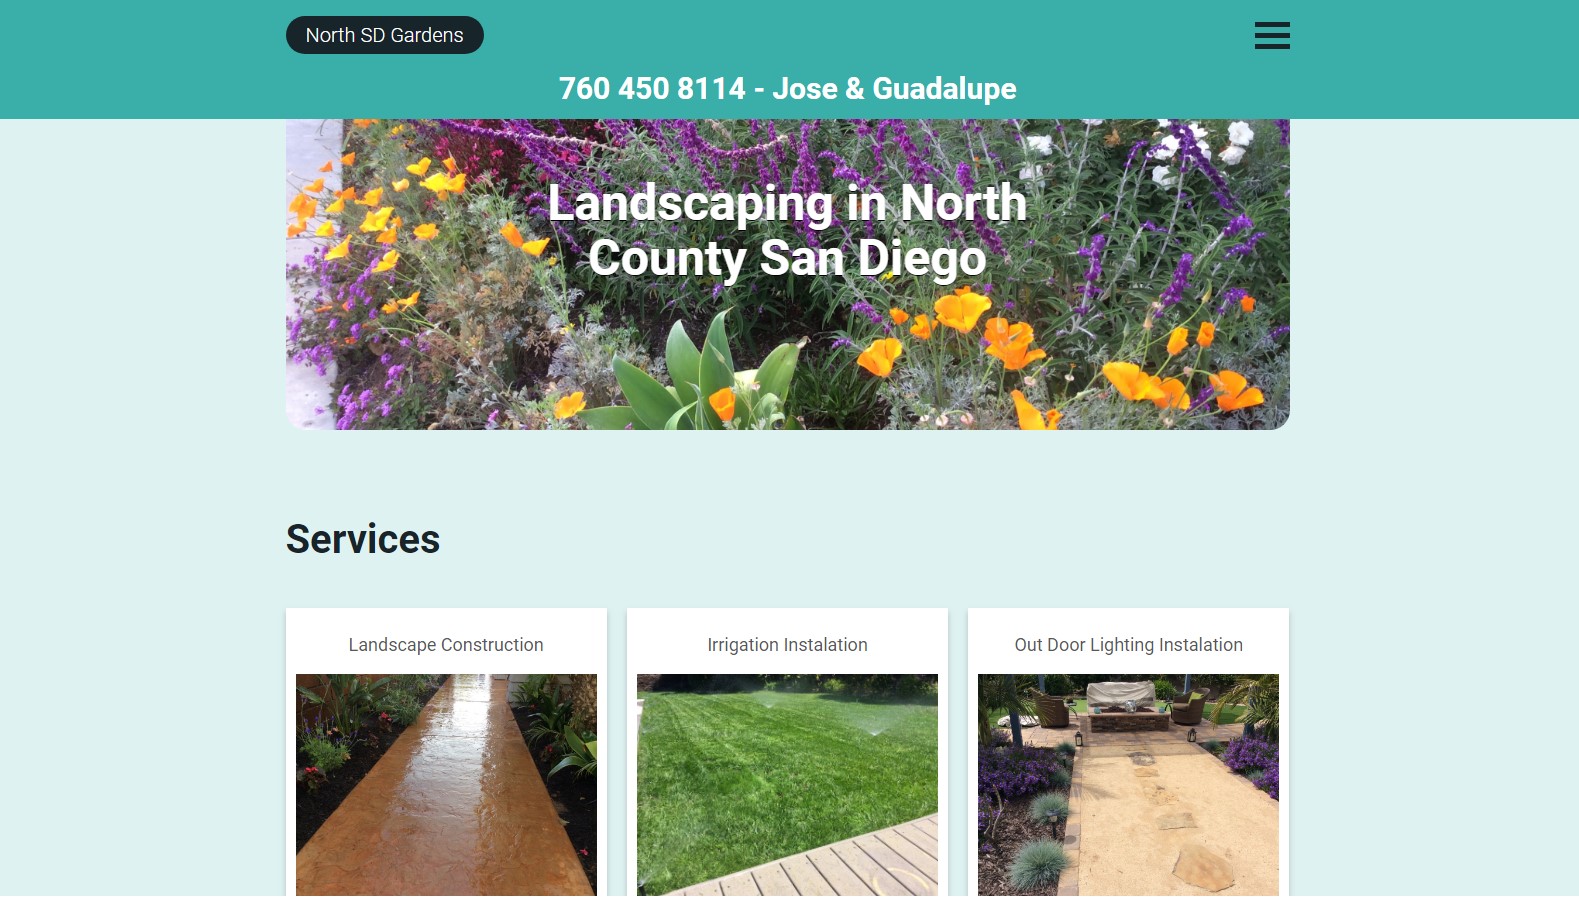 North SD Gardens
760 450 8114 - Jose & Guadalupe
Landscaping in North
County San Diego
Services
Landscape Construction
Irrigation Instalation
Out Door Lighting Instalation